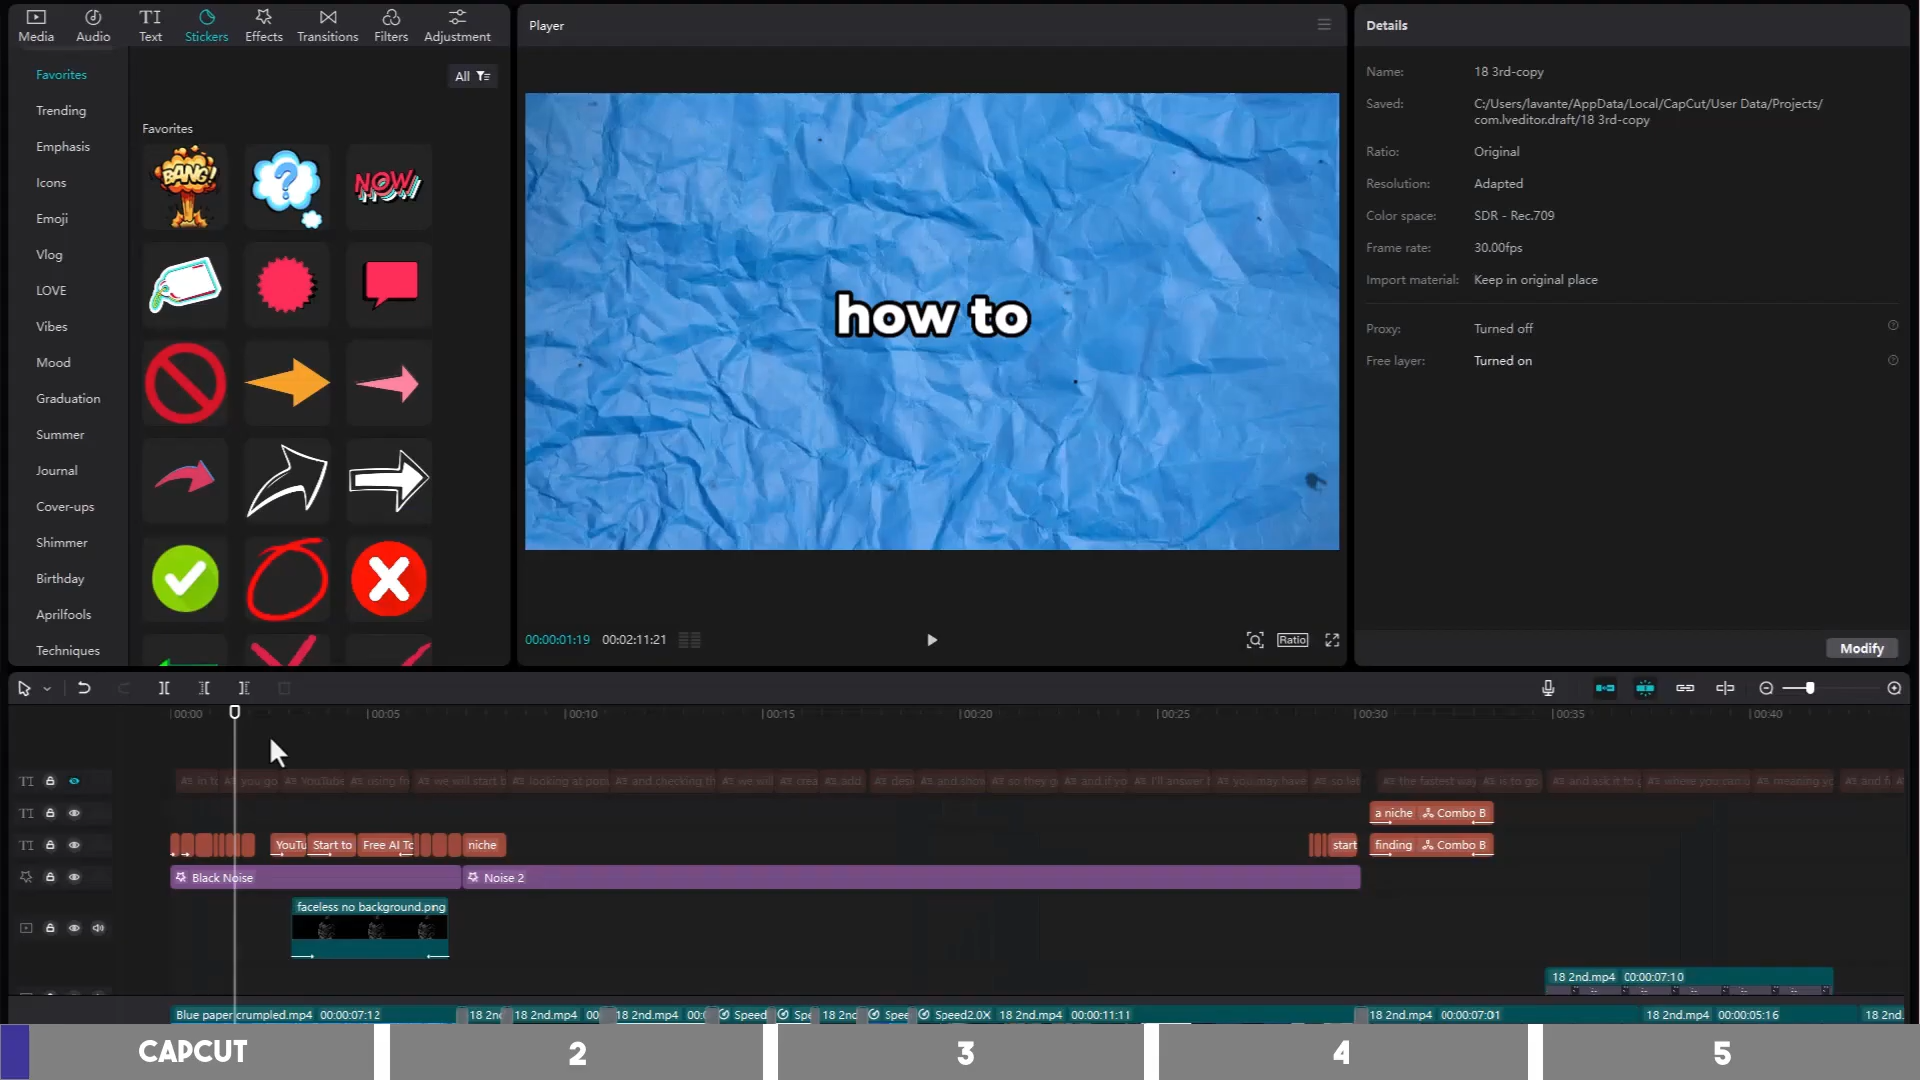 Media Audio TI Text Stickers Effects Transitions Filters Adjustment
Favorites
Trending
Emphasis
Icons
Emoji
Vlog
LOVE
Vibes
Mood
Graduation
Summer
Journal
Cover-ups
Shimmer
Birthday
Aprilfools
Techniques
All
Favorites
BANG!
?
NOW
Player
how to
00:00:01:19 00:02:11:21
Ratio
Details
Name: 18 3rd-copy
Saved: C:/Users/lavante/AppData/Local/CapCut/User Data/Projects/
com.lveditor.draft/18 3rd-copy
Ratio: Original
Resolution: Adapted
Color space: SDR - Rec.709
Frame rate: 30.00fps
Import material: Keep in original place
Proxy: Turned off
Free layer: Turned on
Modify
00:00 00:05 00:10 00:15 00:20 00:25 00:30 00:35 00:40
TI you go YouTube using fo we will start b looking at pos and checking th we will crea add desi and show so they g and if yo I'll answer you may have so let the fastest way is to go and ask it to where you can meaning yo and f
TI a niche Combo B
TI YouTu Start to Free AI To niche start finding Combo B
Black Noise Noise 2
faceless no background.png
18 2nd.mp4 00:00:07:10
Blue paper crumpled.mp4 00:00:07:12 18 2n 18 2nd.mp4 00 18 2nd.mp4 00:0 Speed Spe 18 2nd Spee Speed2.0X 18 2nd.mp4 00:00:11:11 18 2nd.mp4 00:00:07:01 18 2nd.mp4 00:00:05:16 18 2nd.
CAPCUT 2 3 4 5